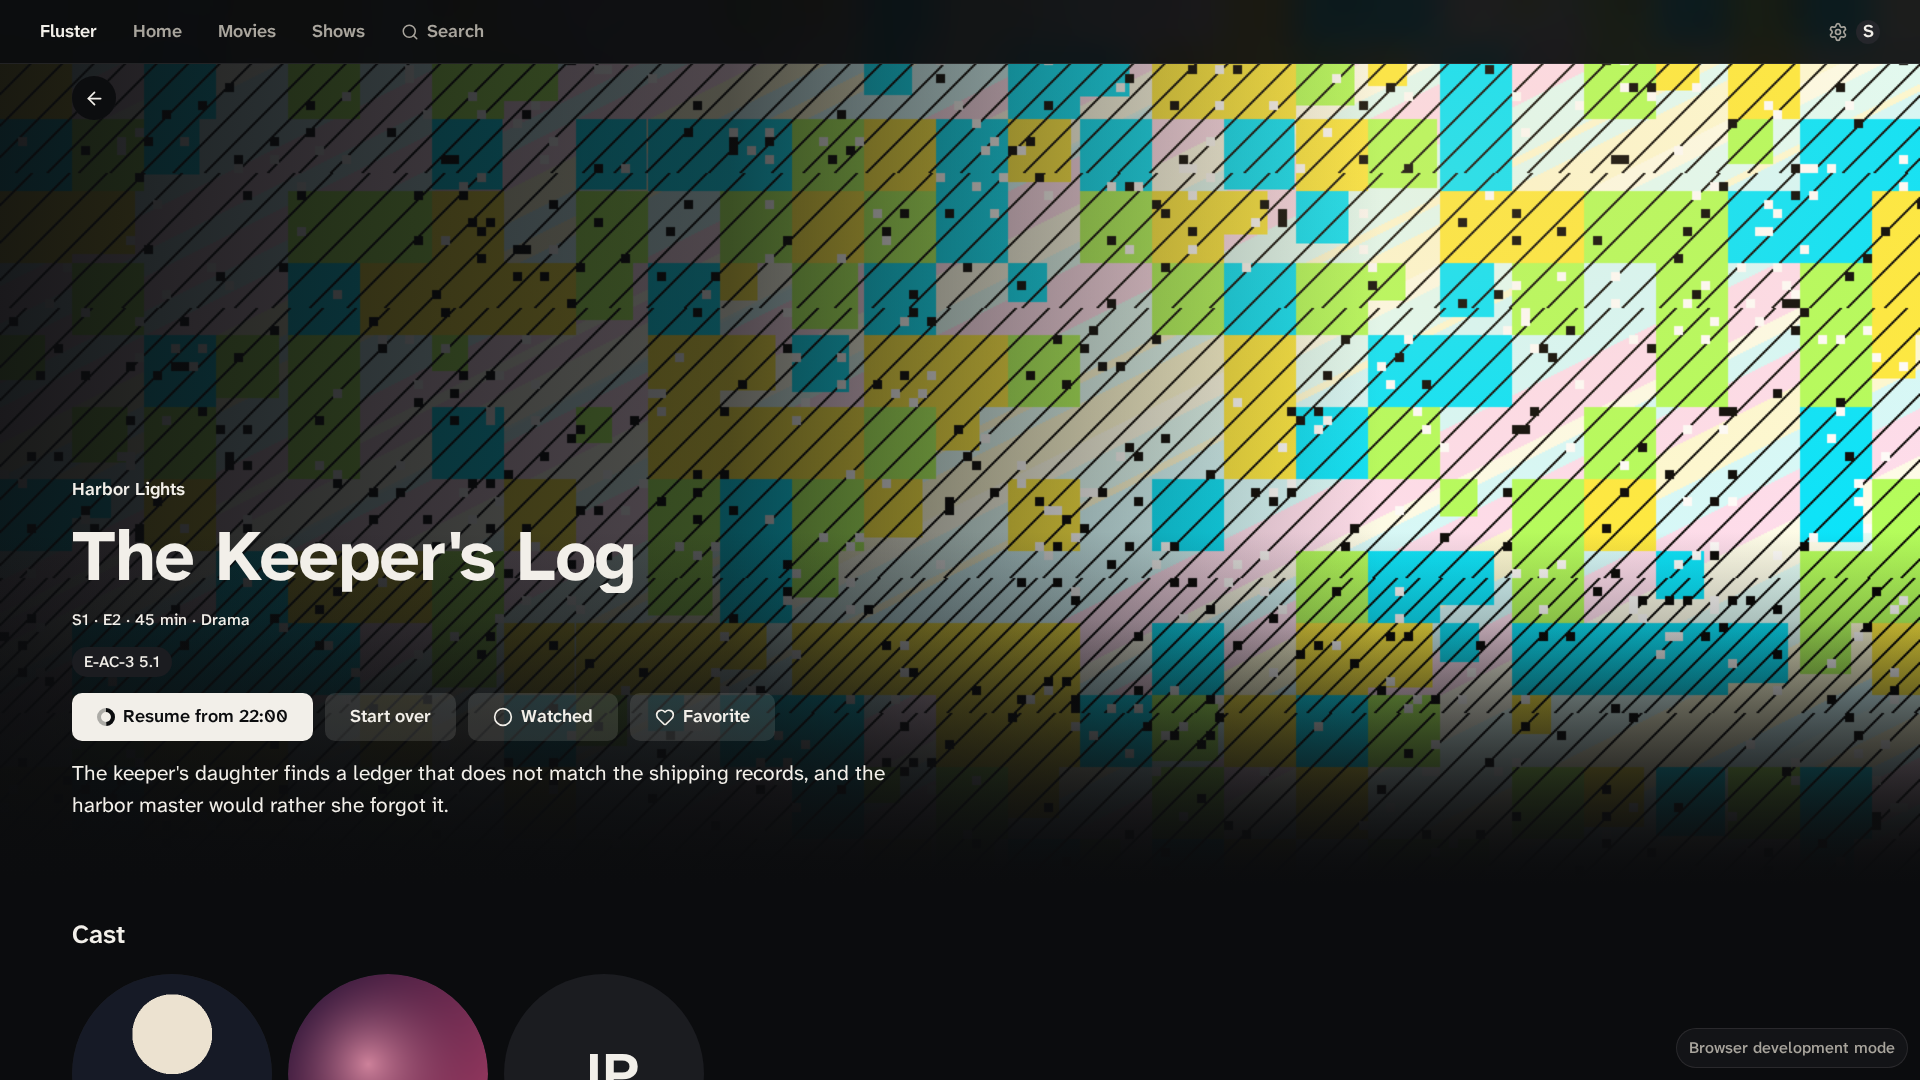 Fluster Home Movies Shows Search S
Harbor Lights
The Keeper's Log
S1 · E2 · 45 min · Drama
E-AC-3 5.1
Resume from 22:00 Start over Watched Favorite
The keeper's daughter finds a ledger that does not match the shipping records, and the
harbor master would rather she forgot it.
Cast
JP
Browser development mode